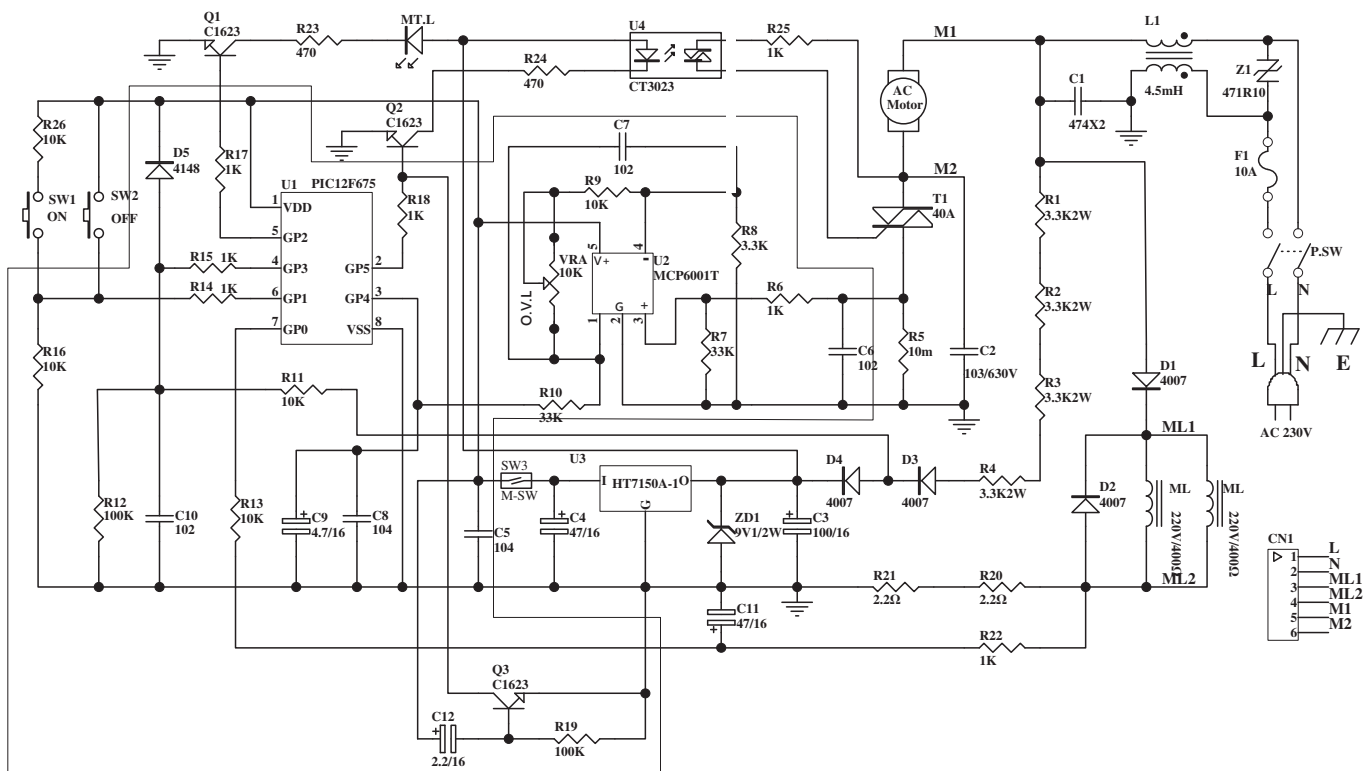 Q1
C1623
R23
470
MT.L
U4
CT3023
R25
1K
M1
L1
4.5mH
Z1
471R10
R24
470
AC
Motor
C1
474X2
Q2
C1623
R26
10K
D5
4148
R17
1K
C7
102
F1
10A
M2
U1
PIC12F675
R18
1K
R9
10K
T1
40A
R1
3.3K2W
SW1
ON
SW2
OFF
1
VDD
5
GP2
4
GP3
6
GP1
7
GP0
GP5
2
GP4
3
VSS
8
R15
1K
R14
1K
VRA
10K
O.V.L
5
4
V+
-
U2
MCP6001T
G
+
1
2
3
R8
3.3K
P.SW
L
N
R6
1K
R2
3.3K2W
R16
10K
R7
33K
C6
102
R5
10m
C2
103/630V
L
N
E
D1
4007
R11
10K
R10
33K
R3
3.3K2W
AC 230V
ML1
U3
SW3
M-SW
I
HT7150A-1
O
G
D4
4007
D3
4007
R4
3.3K2W
D2
4007
ML
220V/400Ω
ML
220V/400Ω
R12
100K
C10
102
R13
10K
C9
4.7/16
C8
104
C5
104
C4
47/16
ZD1
9V1/2W
C3
100/16
CN1
1
L
2
N
3
ML1
4
ML2
5
M1
6
M2
R21
2.2Ω
R20
2.2Ω
ML2
C11
47/16
R22
1K
Q3
C1623
C12
2.2/16
R19
100K